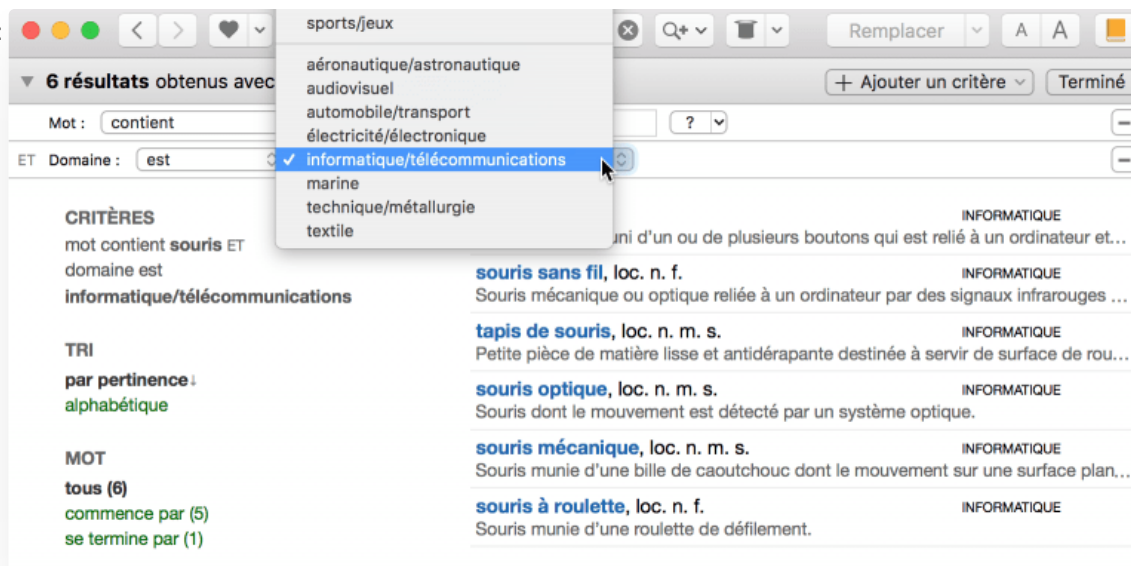 sports/jeux
aéronautique/astronautique
audiovisuel
automobile/transport
électricité/électronique
✓ informatique/télécommunications
marine
technique/métallurgie
textile
Remplacer
A A
6 résultats obtenus avec
+ Ajouter un critère
Terminé
Mot : contient
?
ET Domaine : est
CRITÈRES
mot contient souris ET
domaine est
informatique/télécommunications
TRI
par pertinence↓
alphabétique
MOT
tous (6)
commence par (5)
se termine par (1)
INFORMATIQUE
d'un ou de plusieurs boutons qui est relié à un ordinateur et…
souris sans fil, loc. n. f. INFORMATIQUE
Souris mécanique ou optique reliée à un ordinateur par des signaux infrarouges …
tapis de souris, loc. n. m. s. INFORMATIQUE
Petite pièce de matière lisse et antidérapante destinée à servir de surface de rou…
souris optique, loc. n. m. s. INFORMATIQUE
Souris dont le mouvement est détecté par un système optique.
souris mécanique, loc. n. m. s. INFORMATIQUE
Souris munie d'une bille de caoutchouc dont le mouvement sur une surface plan…
souris à roulette, loc. n. f. INFORMATIQUE
Souris munie d'une roulette de défilement.